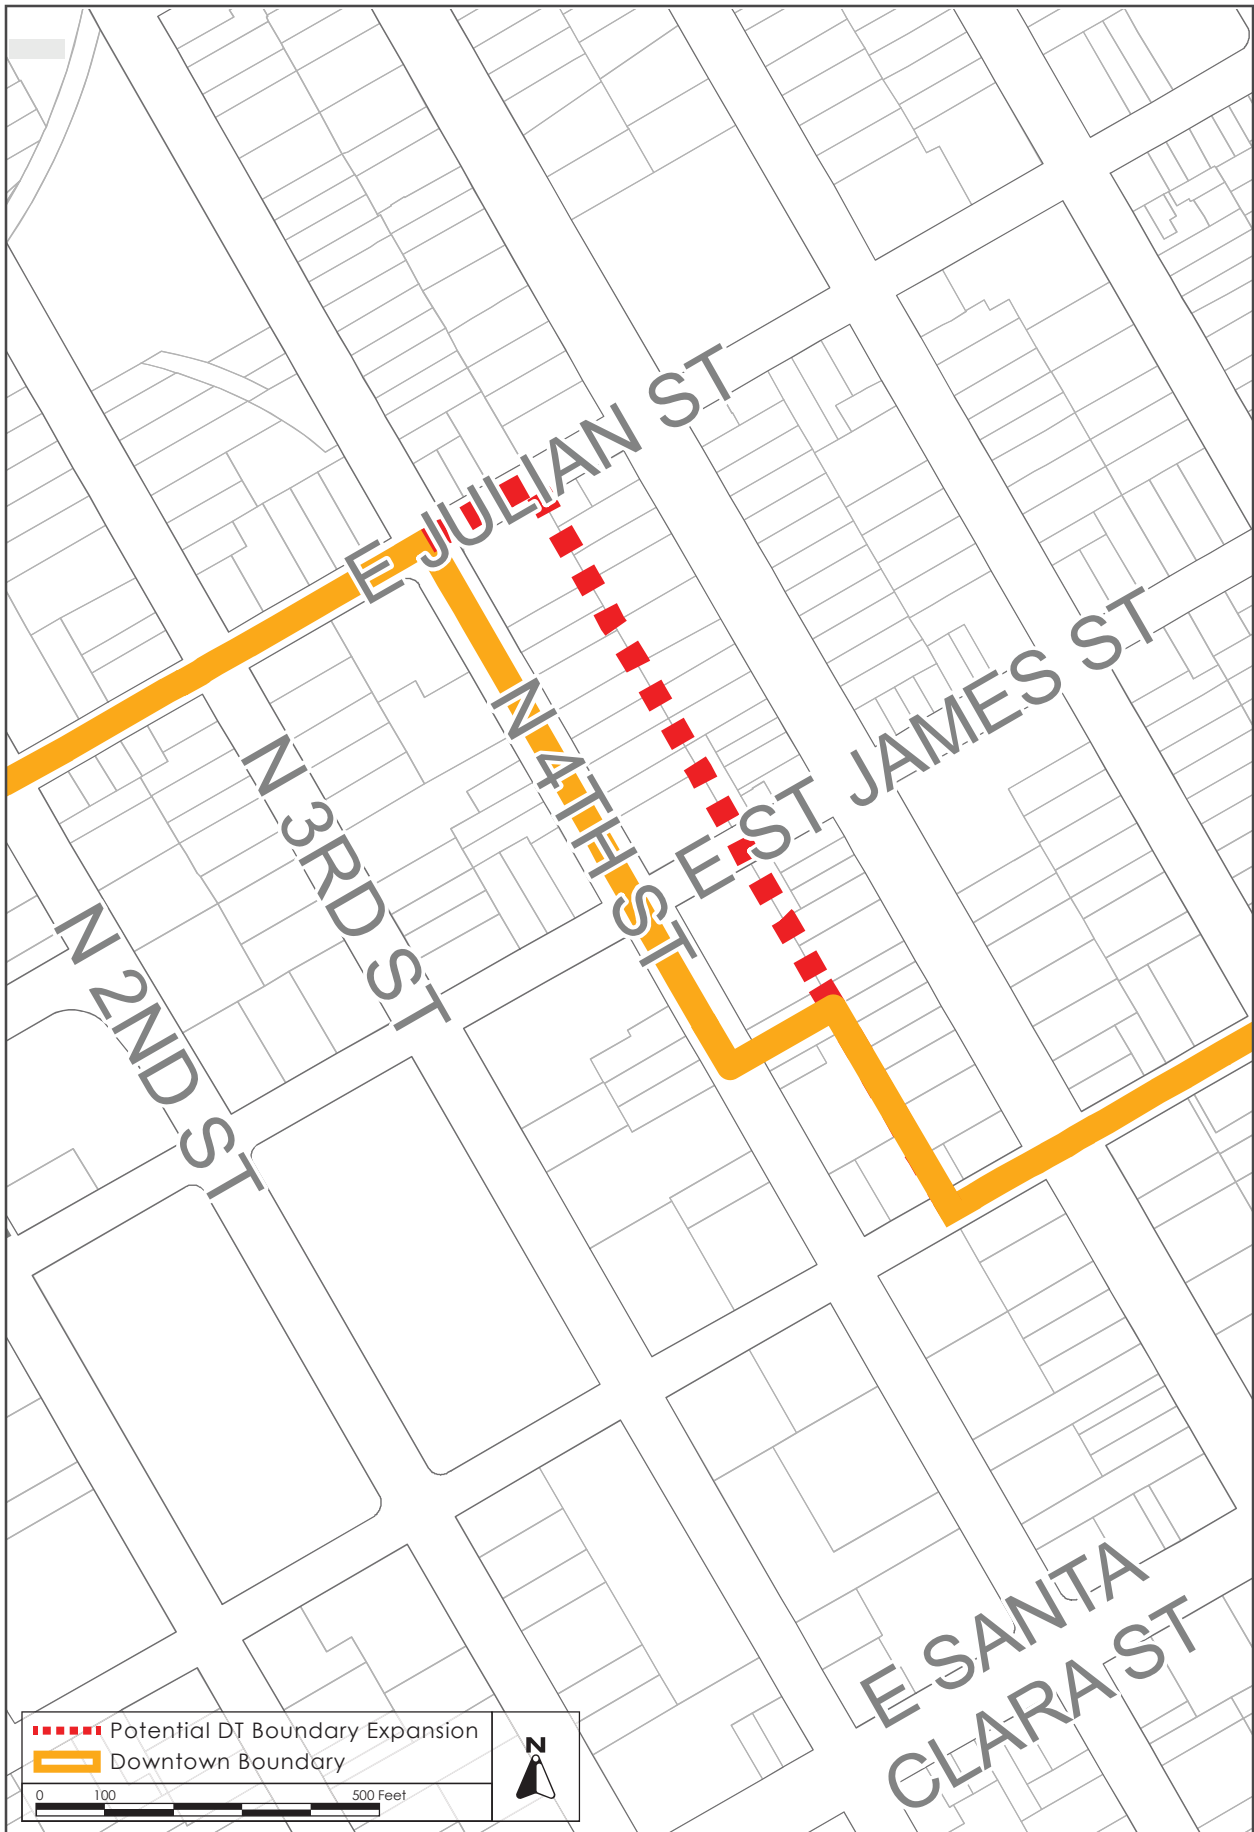 E JULIAN ST
N 4TH ST
E ST JAMES ST
N 3RD ST
N 2ND ST
E SANTA
CLARA ST
Potential DT Boundary Expansion
Downtown Boundary
N
0 100 500 Feet